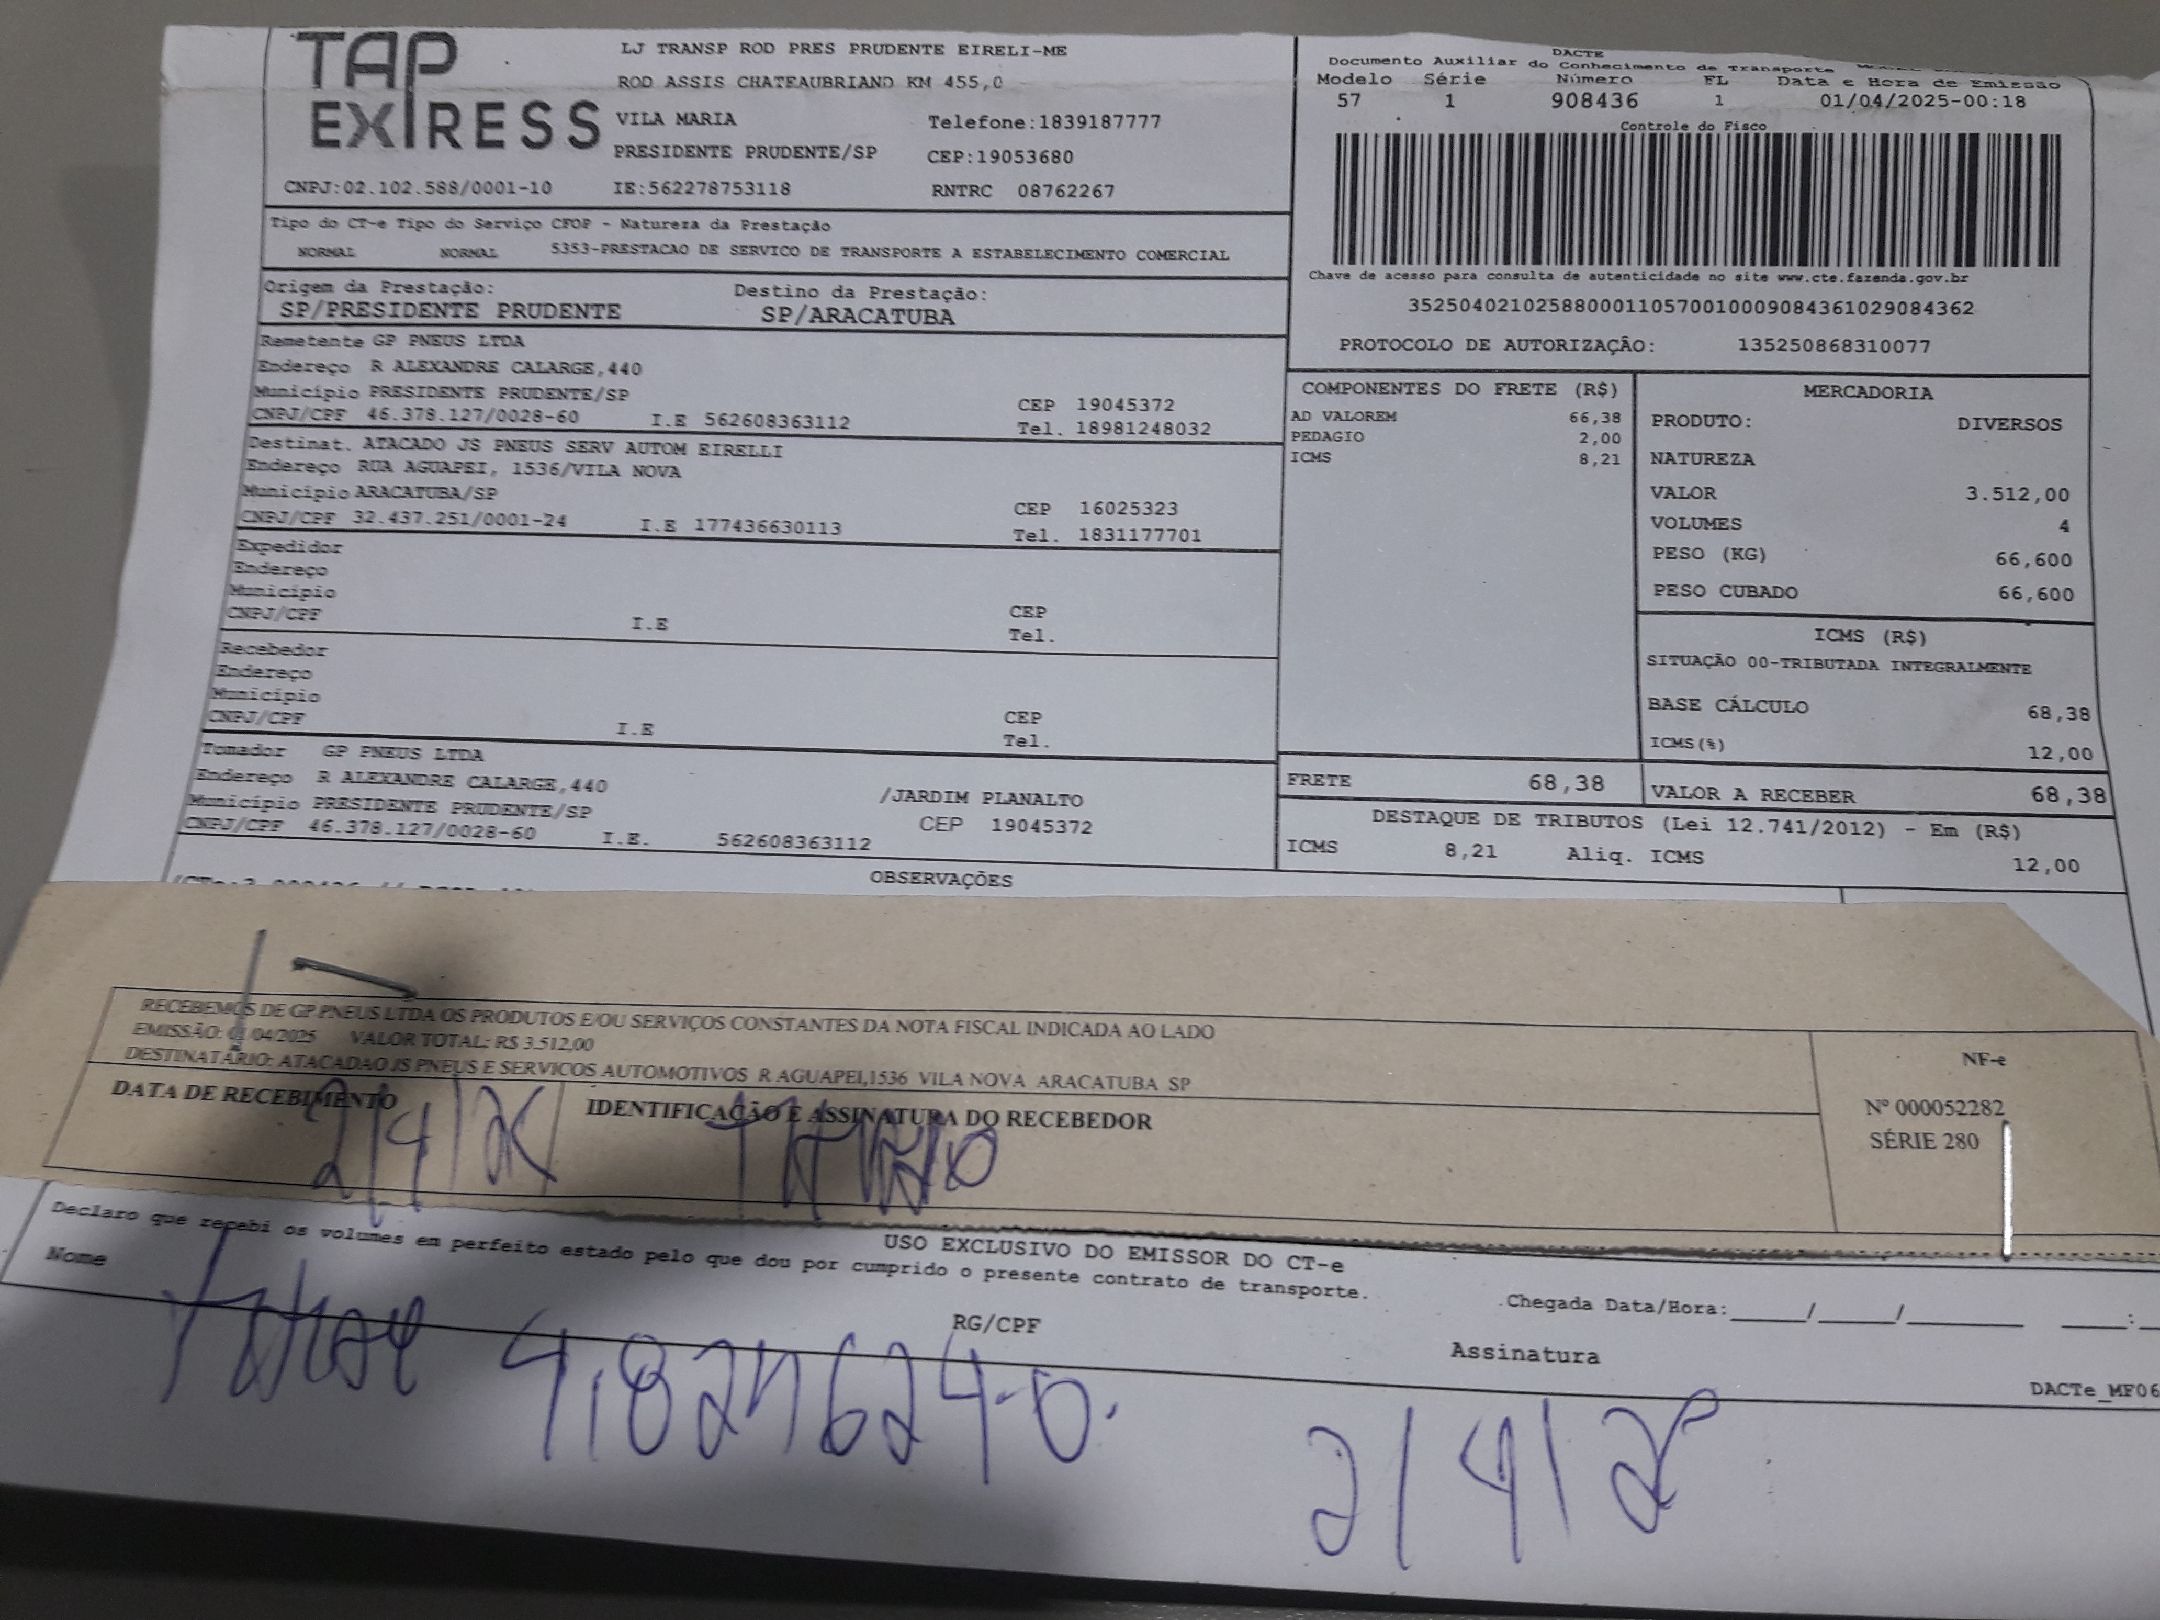 TAP EXPRESS
LJ TRANSP ROD PRES PRUDENTE EIRELI-ME
ROD ASSIS CHATEAUBRIAND KM 455,0
VILA MARIA Telefone:1839187777
PRESIDENTE PRUDENTE/SP CEP:19053680
CNPJ:02.102.588/0001-10 IE:562278753118 RNTRC 08762267
DACTE
Documento Auxiliar do Conhecimento de Transporte
Modelo Série Número FL Data e Hora de Emissão
57 1 908436 1 01/04/2025-00:18
Controle do Fisco
Chave de acesso para consulta de autenticidade no site www.cte.fazenda.gov.br
35250402102588000110570010009084361029084362
PROTOCOLO DE AUTORIZAÇÃO: 135250868310077
Tipo do CT-e Tipo do Serviço CFOP - Natureza da Prestação
NORMAL NORMAL 5353-PRESTACAO DE SERVICO DE TRANSPORTE A ESTABELECIMENTO COMERCIAL
Origem da Prestação: Destino da Prestação:
SP/PRESIDENTE PRUDENTE SP/ARACATUBA
Remetente GP PNEUS LTDA
Endereço R ALEXANDRE CALARGE,440
Município PRESIDENTE PRUDENTE/SP CEP 19045372
CNPJ/CPF 46.378.127/0028-60 I.E 562608363112 Tel. 18981248032
Destinat. ATACADO JS PNEUS SERV AUTOM EIRELLI
Endereço RUA AGUAPEI, 1536/VILA NOVA
Município ARACATUBA/SP CEP 16025323
CNPJ/CPF 32.437.251/0001-24 I.E 177436630113 Tel. 1831177701
Expedidor
Endereço
Município CEP
CNPJ/CPF I.E Tel.
Recebedor
Endereço
Município CEP
CNPJ/CPF I.E Tel.
Tomador GP PNEUS LTDA
Endereço R ALEXANDRE CALARGE,440 /JARDIM PLANALTO
Município PRESIDENTE PRUDENTE/SP CEP 19045372
CNPJ/CPF 46.378.127/0028-60 I.E. 562608363112
COMPONENTES DO FRETE (R$)
AD VALOREM 66,38
PEDAGIO 2,00
ICMS 8,21
MERCADORIA
PRODUTO: DIVERSOS
NATUREZA
VALOR 3.512,00
VOLUMES 4
PESO (KG) 66,600
PESO CUBADO 66,600
ICMS (R$)
SITUAÇÃO 00-TRIBUTADA INTEGRALMENTE
BASE CÁLCULO 68,38
ICMS(%) 12,00
FRETE 68,38 VALOR A RECEBER 68,38
DESTAQUE DE TRIBUTOS (Lei 12.741/2012) - Em (R$)
ICMS 8,21 Aliq. ICMS 12,00
OBSERVAÇÕES
RECEBEMOS DE GP PNEUS LTDA OS PRODUTOS E/OU SERVIÇOS CONSTANTES DA NOTA FISCAL INDICADA AO LADO
EMISSÃO: 01/04/2025 VALOR TOTAL: R$ 3.512,00
DESTINATÁRIO: ATACADAO JS PNEUS E SERVICOS AUTOMOTIVOS R AGUAPEI,1536 VILA NOVA ARACATUBA SP
DATA DE RECEBIMENTO IDENTIFICAÇÃO E ASSINATURA DO RECEBEDOR
NF-e
Nº 000052282
SÉRIE 280
USO EXCLUSIVO DO EMISSOR DO CT-e
Declaro que recebi os volumes em perfeito estado pelo que dou por cumprido o presente contrato de transporte.
Nome RG/CPF Assinatura
Chegada Data/Hora:_____/_____/________ ____:_
DACTe_MF06